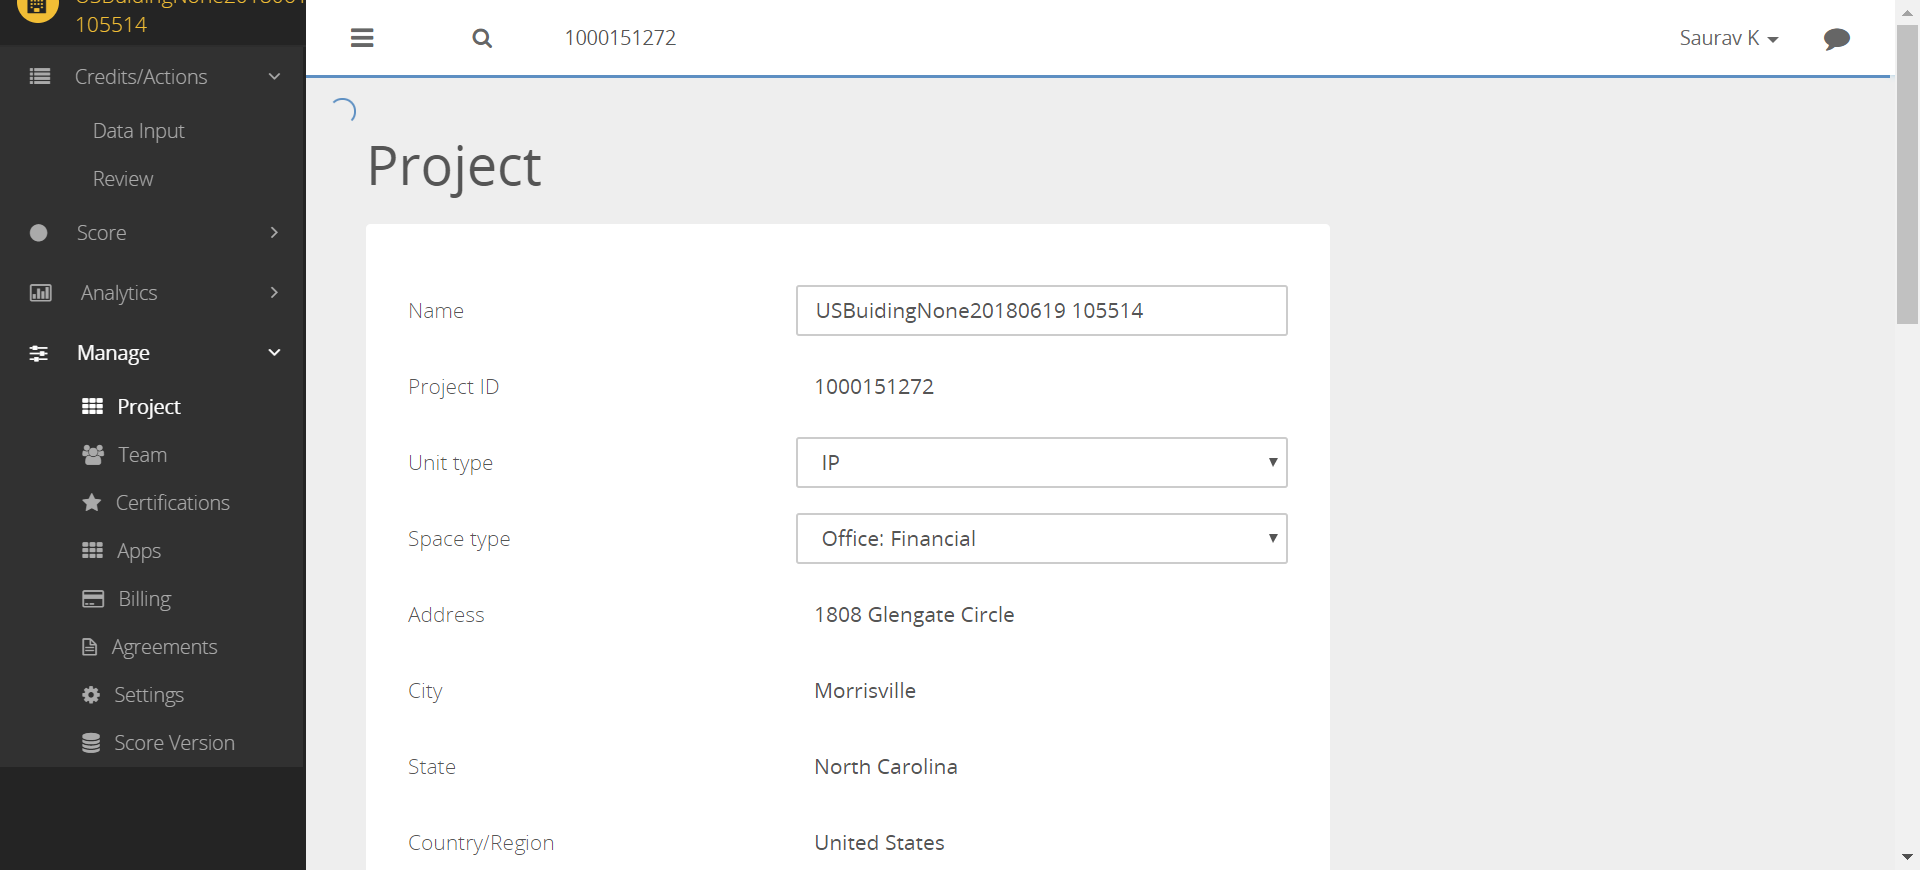 105514
Credits/Actions
Data Input
Review
Score
Analytics
Manage
Project
Team
Certifications
Apps
Billing
Agreements
Settings
Score Version
1000151272
Saurav K
Project
Name
USBuidingNone20180619 105514
Project ID
1000151272
Unit type
IP
Space type
Office: Financial
Address
1808 Glengate Circle
City
Morrisville
State
North Carolina
Country/Region
United States